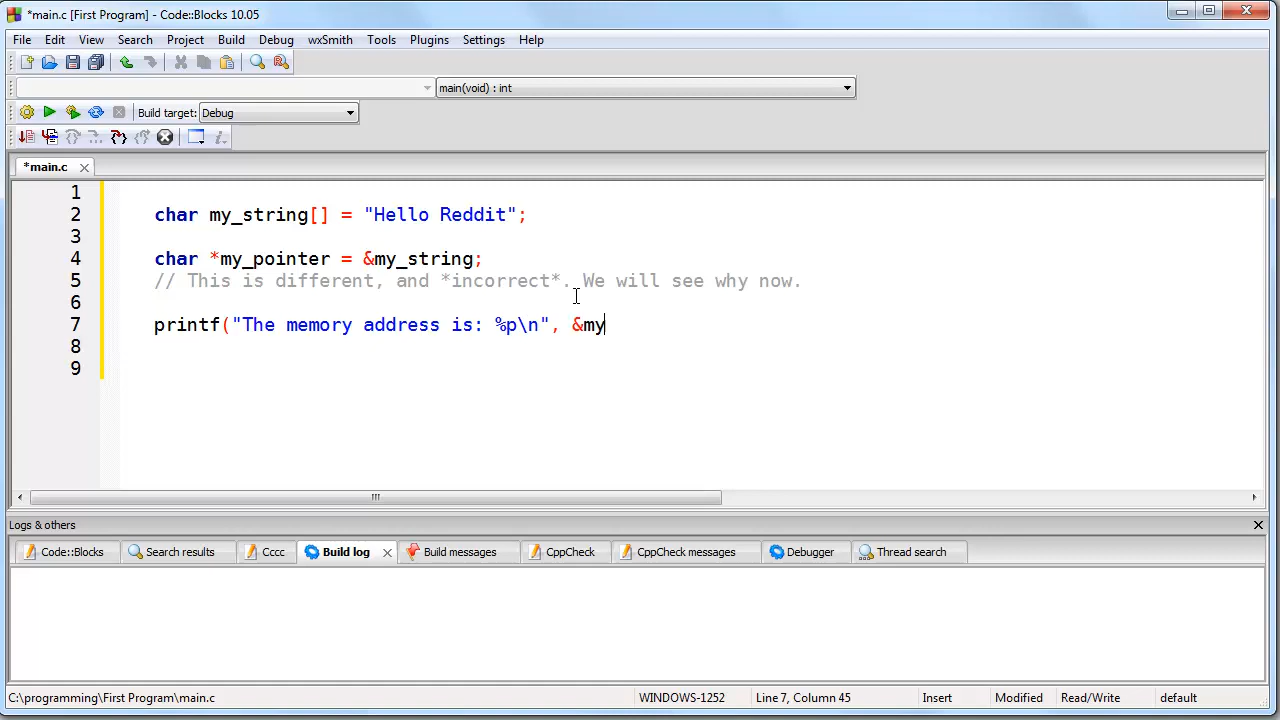 *main.c [First Program] - Code::Blocks 10.05
File Edit View Search Project Build Debug wxSmith Tools Plugins Settings Help
main(void) : int
Build target: Debug
*main.c
1
2 char my_string[] = "Hello Reddit";
3
4 char *my_pointer = &my_string;
5 // This is different, and *incorrect*. We will see why now.
6
7 printf("The memory address is: %p\n", &my
8
9
Logs & others
Code::Blocks Search results Cccc Build log Build messages CppCheck CppCheck messages Debugger Thread search
C:\programming\First Program\main.c WINDOWS-1252 Line 7, Column 45 Insert Modified Read/Write default